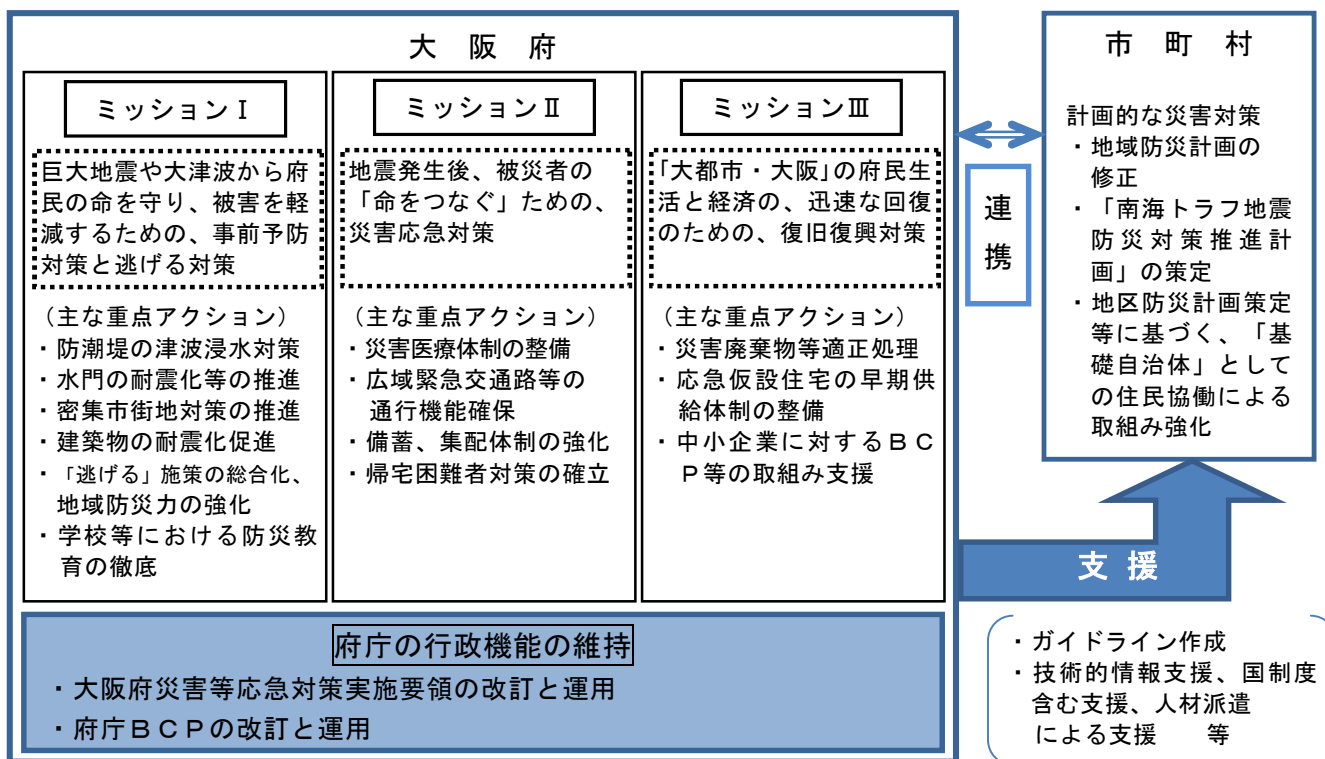 大 阪 府
ミッションⅠ
巨大地震や大津波から府
民の命を守り、被害を軽
減するための、事前予防
対策と逃げる対策
（主な重点アクション）
・防潮堤の津波浸水対策
・水門の耐震化等の推進
・密集市街地対策の推進
・建築物の耐震化促進
・「逃げる」施策の総合化、
地域防災力の強化
・学校等における防災教
育の徹底
ミッションⅡ
地震発生後、被災者の
「命をつなぐ」ための、
災害応急対策
（主な重点アクション）
・災害医療体制の整備
・広域緊急交通路等の
通行機能確保
・備蓄、集配体制の強化
・帰宅困難者対策の確立
ミッションⅢ
「大都市・大阪」の府民生
活と経済の、迅速な回復
のための、復旧復興対策
（主な重点アクション）
・災害廃棄物等適正処理
・応急仮設住宅の早期供
給体制の整備
・中小企業に対するＢＣ
Ｐ等の取組み支援
府庁の行政機能の維持
・大阪府災害等応急対策実施要領の改訂と運用
・府庁ＢＣＰの改訂と運用
連
携
市 町 村
計画的な災害対策
・地域防災計画の
修正
・「南海トラフ地震
防災対策推進計
画」の策定
・地区防災計画策定
等に基づく、「基
礎自治体」として
の住民協働による
取組み強化
支 援
・ガイドライン作成
・技術的情報支援、国制度
含む支援、人材派遣
による支援　　等